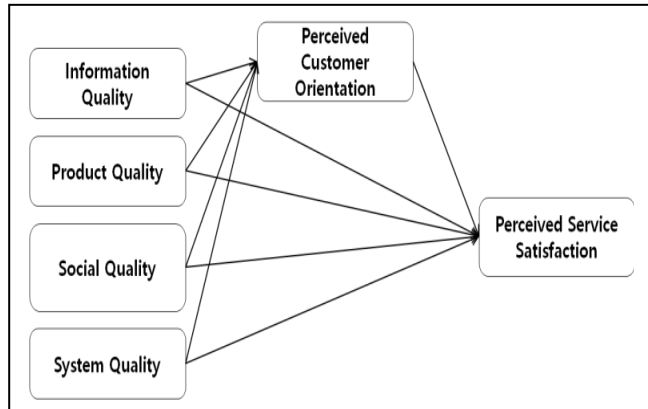 Perceived
Customer
Orientation
Information
Quality
Product Quality
Social Quality
System Quality
Perceived Service
Satisfaction